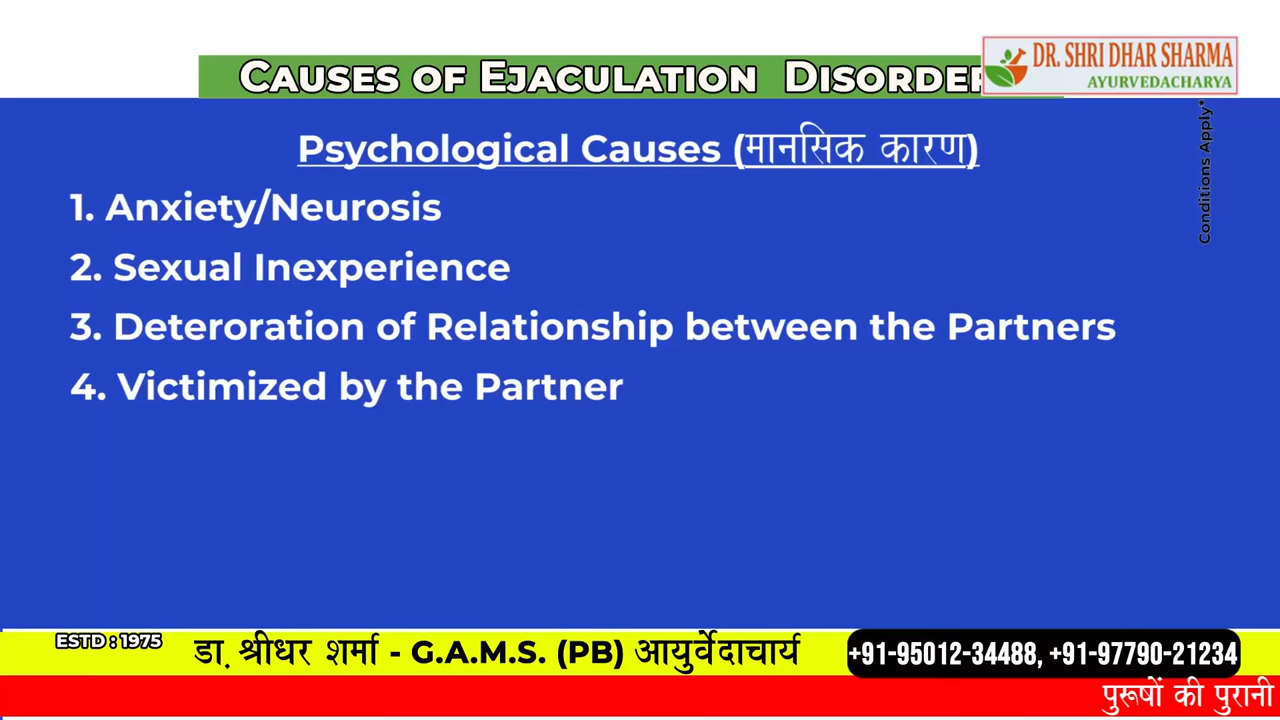 CAUSES OF EJACULATION DISORDER
DR. SHRI DHAR SHARMA
AYURVEDACHARYA
Conditions Apply*
Psychological Causes (मानसिक कारण)
1. Anxiety/Neurosis
2. Sexual Inexperience
3. Deteroration of Relationship between the Partners
4. Victimized by the Partner
ESTD : 1975
डा. श्रीधर शर्मा - G.A.M.S. (PB) आयुर्वेदाचार्य
+91-95012-34488, +91-97790-21234
पुरूषों की पुरानी